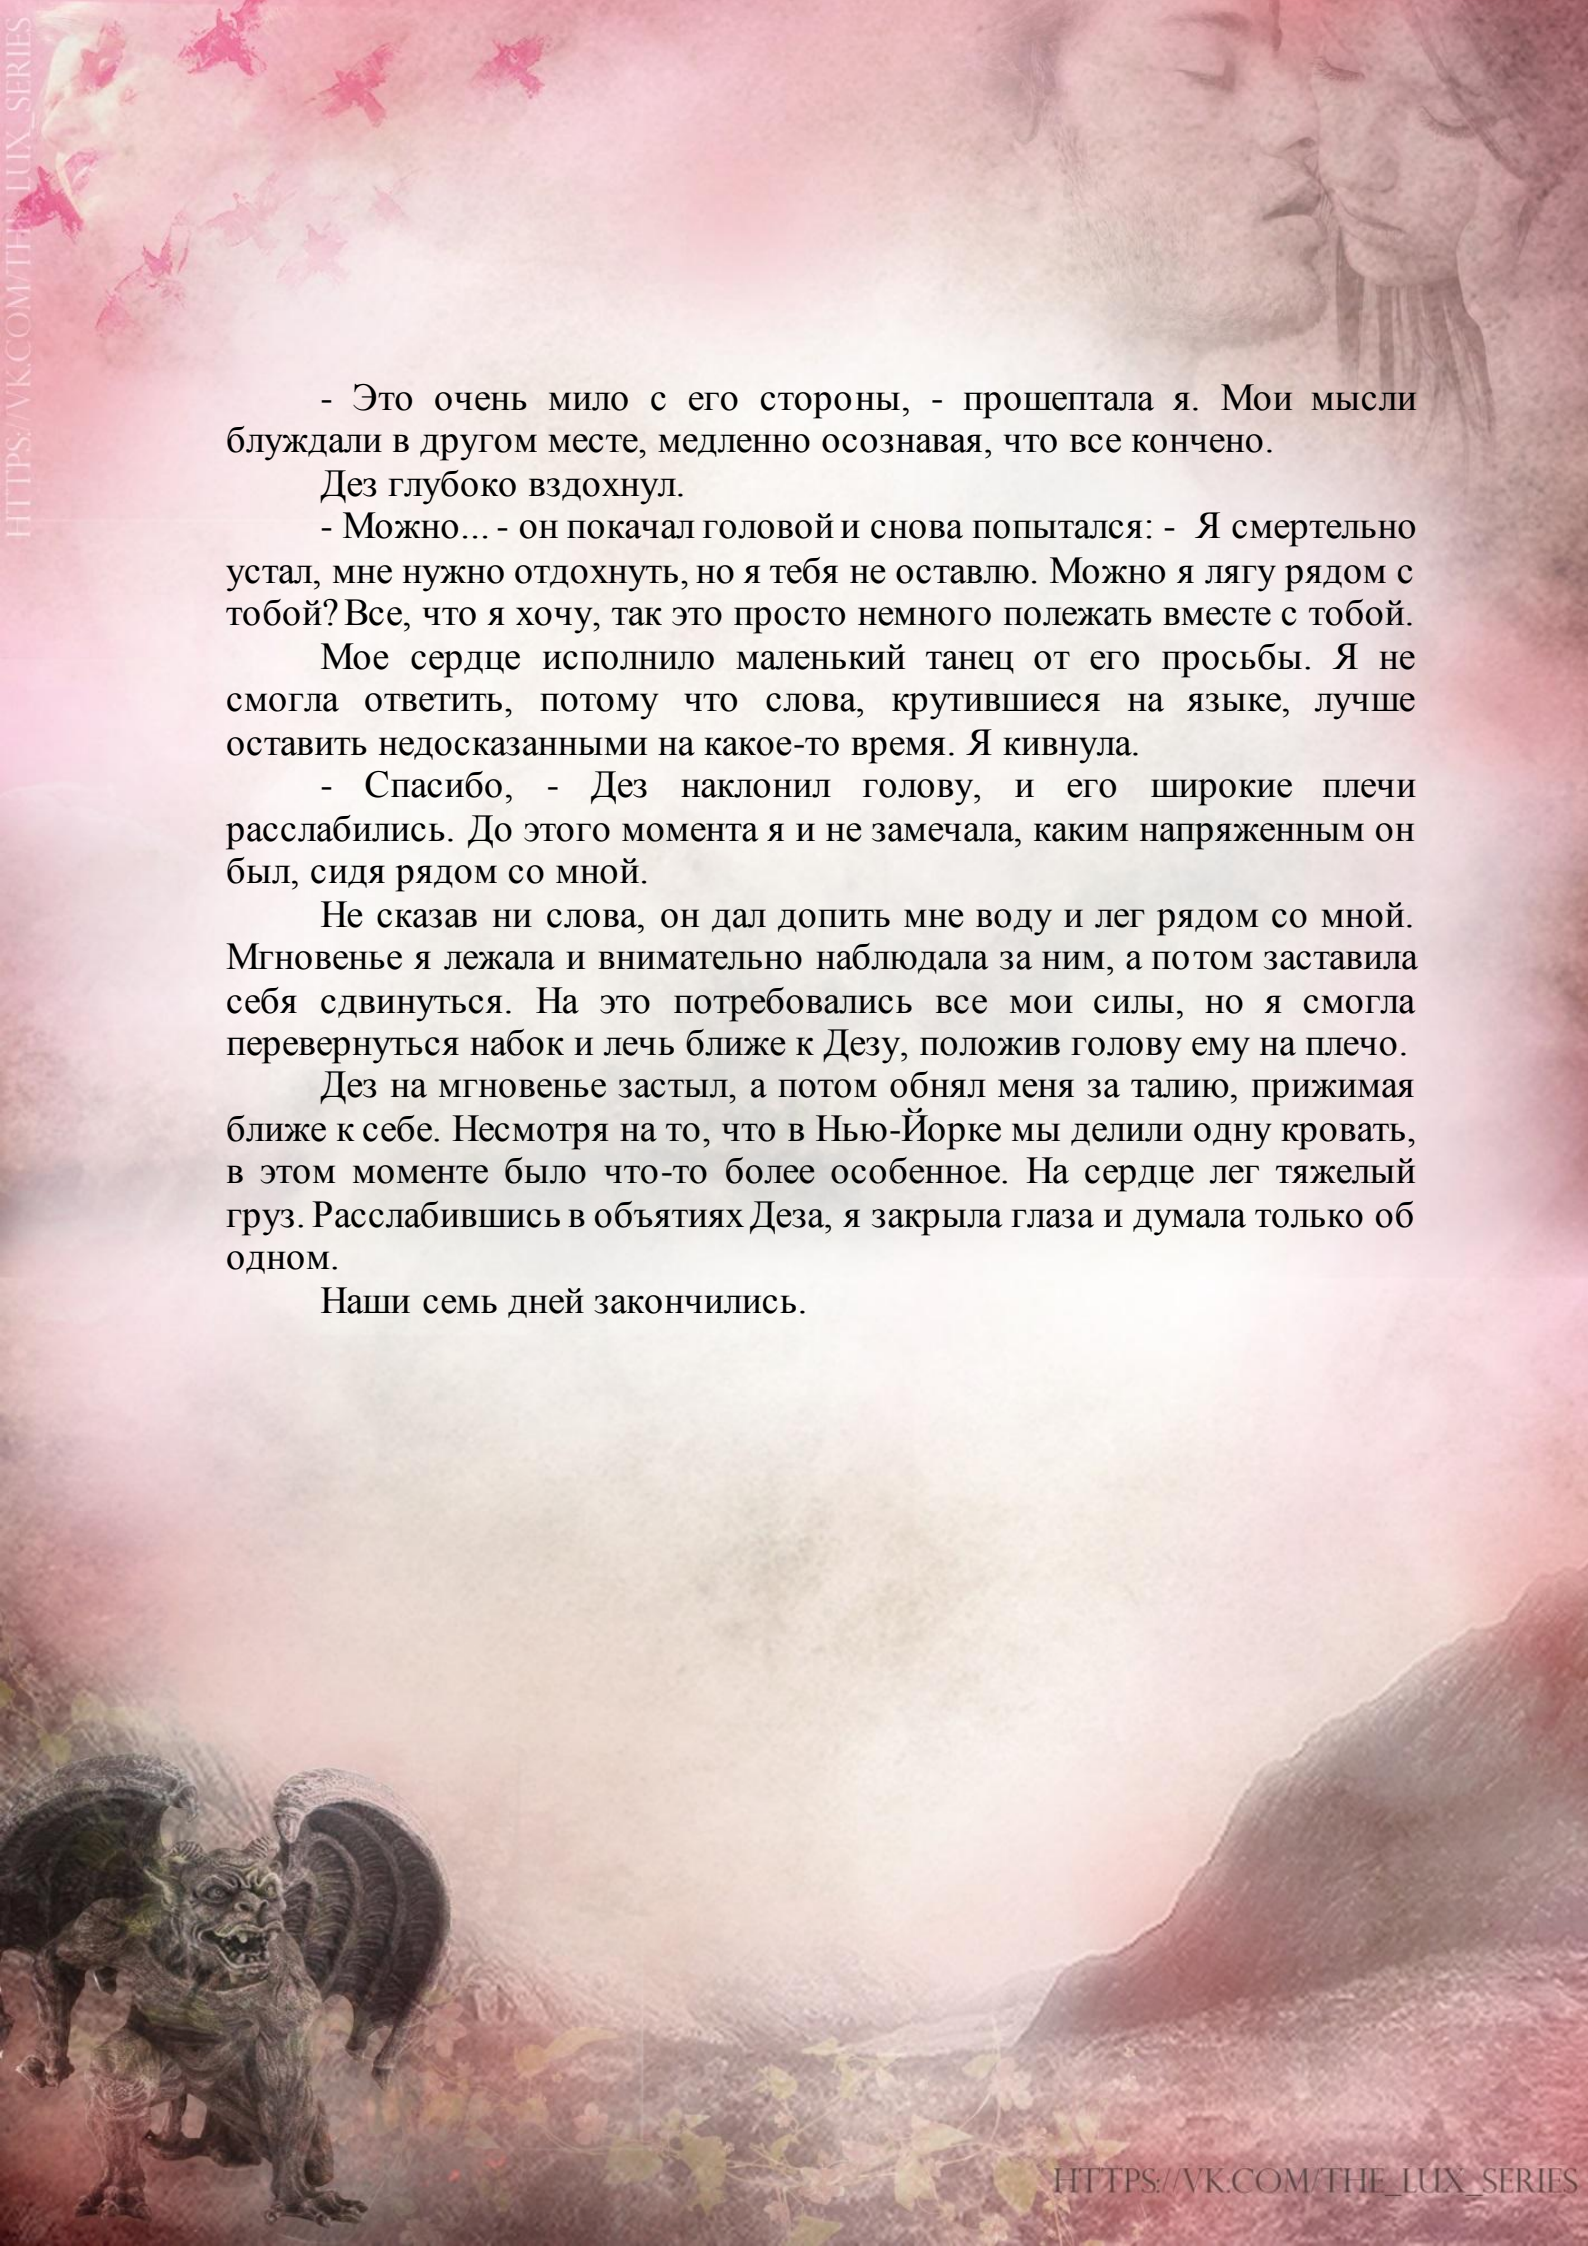 HTTPS://VK.COM/THE_LUX_SERIES
- Это очень мило с его стороны, - прошептала я. Мои мысли
блуждали в другом месте, медленно осознавая, что все кончено.
Дез глубоко вздохнул.
- Можно... - он покачал головой и снова попытался: - Я смертельно
устал, мне нужно отдохнуть, но я тебя не оставлю. Можно я лягу рядом с
тобой? Все, что я хочу, так это просто немного полежать вместе с тобой.
Мое сердце исполнило маленький танец от его просьбы. Я не
смогла ответить, потому что слова, крутившиеся на языке, лучше
оставить недосказанными на какое-то время. Я кивнула.
- Спасибо, - Дез наклонил голову, и его широкие плечи
расслабились. До этого момента я и не замечала, каким напряженным он
был, сидя рядом со мной.
Не сказав ни слова, он дал допить мне воду и лег рядом со мной.
Мгновенье я лежала и внимательно наблюдала за ним, а потом заставила
себя сдвинуться. На это потребовались все мои силы, но я смогла
перевернуться набок и лечь ближе к Дезу, положив голову ему на плечо.
Дез на мгновенье застыл, а потом обнял меня за талию, прижимая
ближе к себе. Несмотря на то, что в Нью-Йорке мы делили одну кровать,
в этом моменте было что-то более особенное. На сердце лег тяжелый
груз. Расслабившись в объятиях Деза, я закрыла глаза и думала только об
одном.
Наши семь дней закончились.
HTTPS://VK.COM/THE_LUX_SERIES